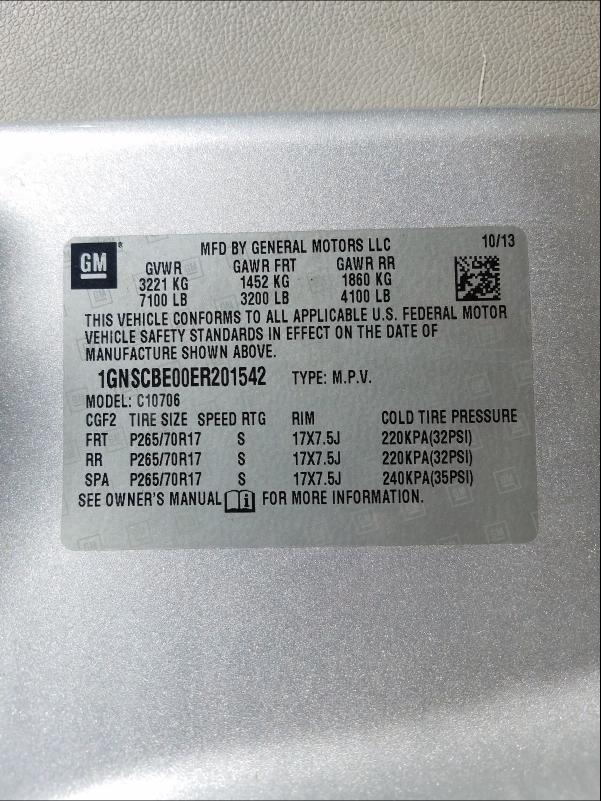 GM ® MFD BY GENERAL MOTORS LLC 10/13
GVWR GAWR FRT GAWR RR
3221 KG 1452 KG 1860 KG
7100 LB 3200 LB 4100 LB
THIS VEHICLE CONFORMS TO ALL APPLICABLE U.S. FEDERAL MOTOR
VEHICLE SAFETY STANDARDS IN EFFECT ON THE DATE OF
MANUFACTURE SHOWN ABOVE.
1GNSCBE00ER201542 TYPE: M.P.V.
MODEL: C10706
CGF2 TIRE SIZE SPEED RTG RIM COLD TIRE PRESSURE
FRT P265/70R17 S 17X7.5J 220KPA(32PSI)
RR P265/70R17 S 17X7.5J 220KPA(32PSI)
SPA P265/70R17 S 17X7.5J 240KPA(35PSI)
SEE OWNER'S MANUAL i FOR MORE INFORMATION.